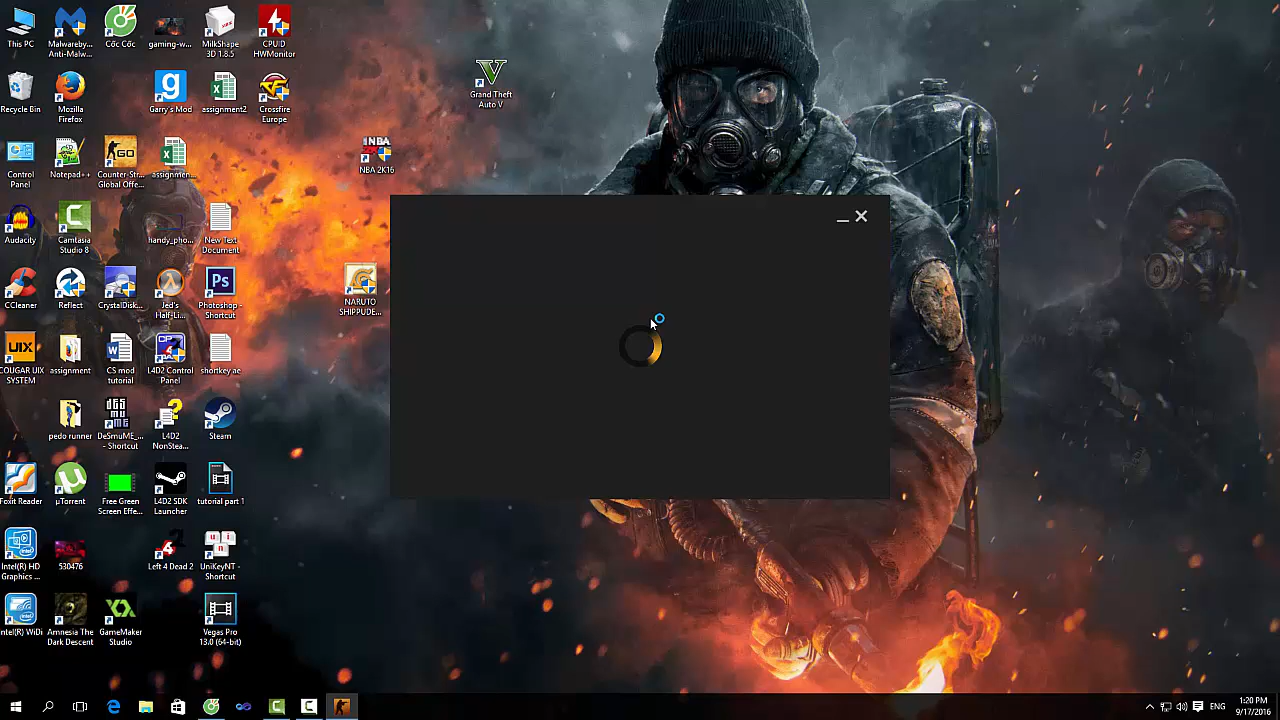 This PC
Malwareby...
Anti-Malw...
Cốc Cốc
gaming-w...
MilkShape
3D 1.8.5
CPUID
HWMonitor
Recycle Bin
Mozilla
Firefox
Garry's Mod
assignment2
Crossfire
Europe
Grand Theft
Auto V
Control
Panel
Notepad++
GO
Counter-Str...
Global Offe...
assignmen...
NBA
NBA 2K16
Audacity
Camtasia
Studio 8
handy_pho...
New Text
Document
CCleaner
Reflect
CrystalDisk...
Jed's
Half-Li...
Ps
Photoshop -
Shortcut
NARUTO
SHIPPUDE...
UIX
COUGAR UIX
SYSTEM
assignment
CS mod
tutorial
L4D2 Control
Panel
shortkey ae
pedo runner
DeSmuME_...
- Shortcut
L4D2
NonStea...
Steam
Foxit Reader
µTorrent
Free Green
Screen Effe...
L4D2 SDK
Launcher
tutorial part 1
Intel(R) HD
Graphics ...
530476
Left 4 Dead 2
UniKeyNT -
Shortcut
Intel(R) WiDi
Amnesia The
Dark Descent
GameMaker
Studio
Vegas Pro
13.0 (64-bit)
ENG
1:20 PM
9/17/2016